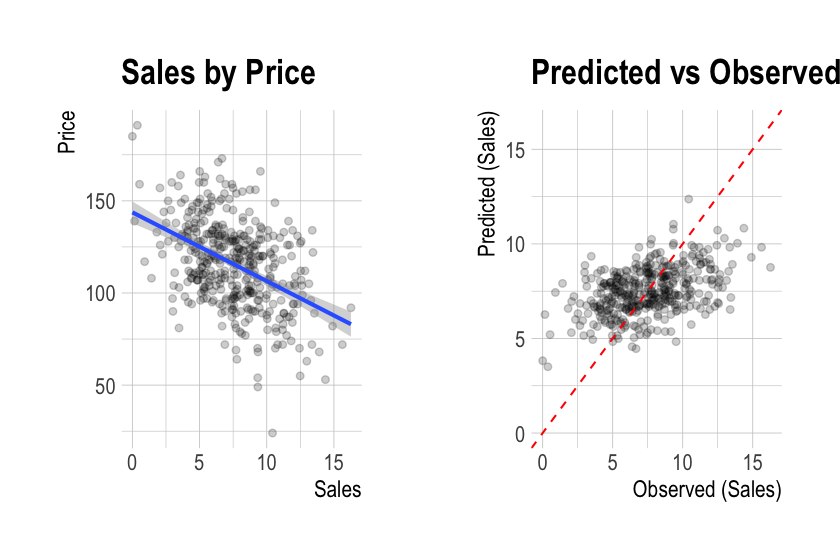 Sales by Price
Price
150
100
50
0 5 10 15
Sales
Predicted vs Observed
Predicted (Sales)
15
10
5
0
0 5 10 15
Observed (Sales)